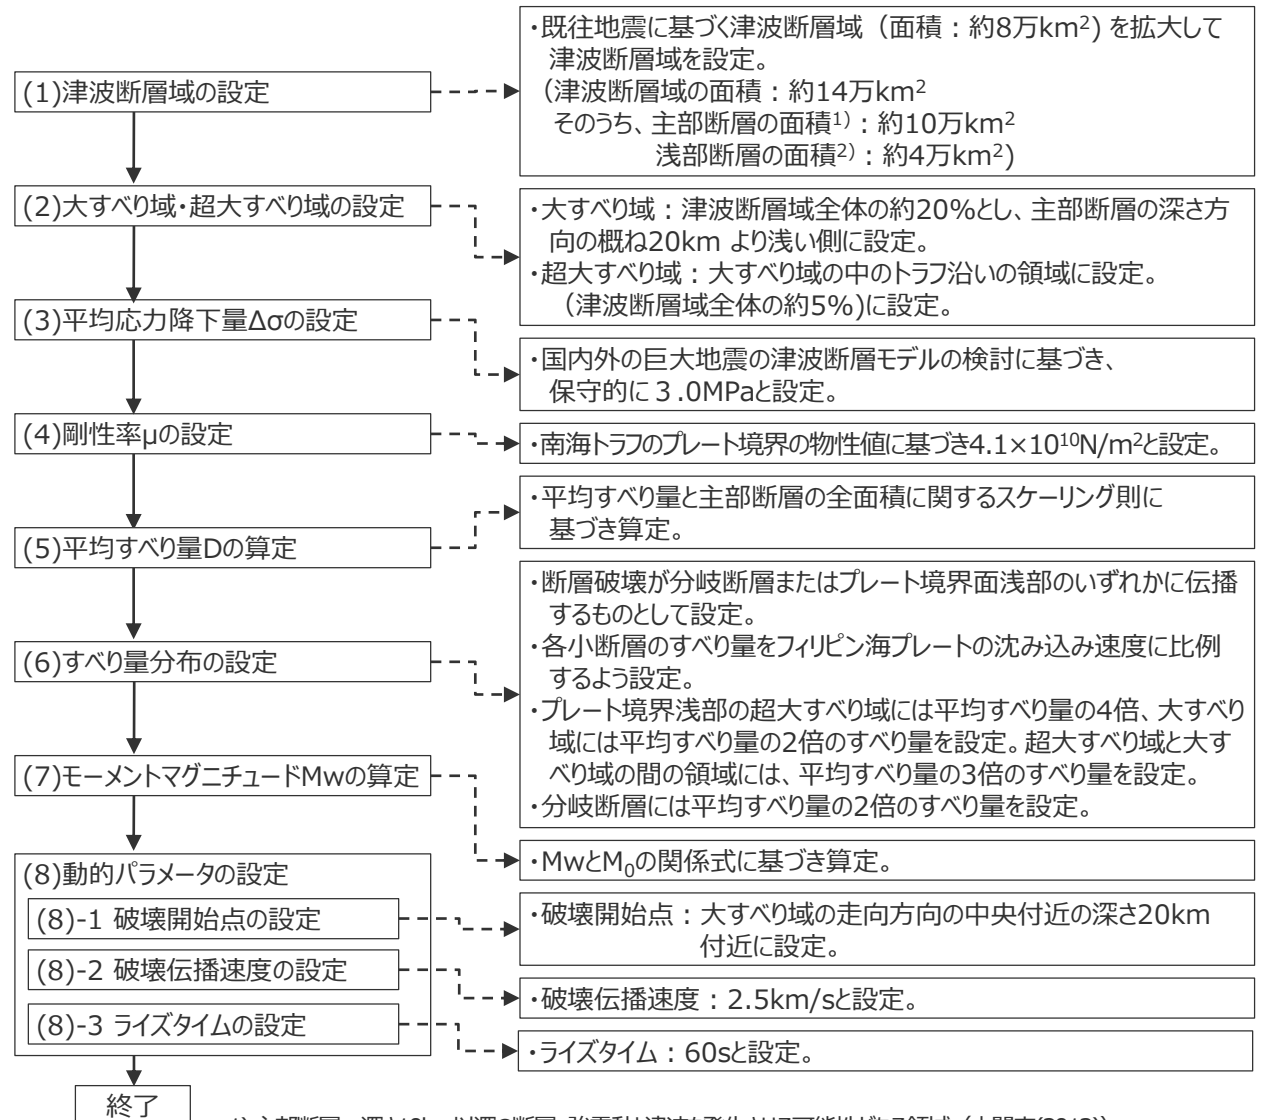 (1)津波断層域の設定
・既往地震に基づく津波断層域（面積：約8万km2) を拡大して
津波断層域を設定。
（津波断層域の面積：約14万km2
そのうち、主部断層の面積1)：約10万km2
浅部断層の面積2)：約4万km2)
(2)大すべり域・超大すべり域の設定
・大すべり域：津波断層域全体の約20%とし、主部断層の深さ方
向の概ね20km より浅い側に設定。
・超大すべり域：大すべり域の中のトラフ沿いの領域に設定。
（津波断層域全体の約5%)に設定。
(3)平均応力降下量Δσの設定
・国内外の巨大地震の津波断層モデルの検討に基づき、
保守的に３.0MPaと設定。
(4)剛性率μの設定
・南海トラフのプレート境界の物性値に基づき4.1×1010N/m2と設定。
(5)平均すべり量Dの算定
・平均すべり量と主部断層の全面積に関するスケーリング則に
基づき算定。
(6)すべり量分布の設定
・断層破壊が分岐断層またはプレート境界面浅部のいずれかに伝播
するものとして設定。
・各小断層のすべり量をフィリピン海プレートの沈み込み速度に比例
するよう設定。
・プレート境界浅部の超大すべり域には平均すべり量の4倍、大すべり
域には平均すべり量の2倍のすべり量を設定。超大すべり域と大す
べり域の間の領域には、平均すべり量の3倍のすべり量を設定。
・分岐断層には平均すべり量の2倍のすべり量を設定。
(7)モーメントマグニチュードMwの算定
・MwとM0の関係式に基づき算定。
(8)動的パラメータの設定
(8)-1 破壊開始点の設定
・破壊開始点：大すべり域の走向方向の中央付近の深さ20km
付近に設定。
(8)-2 破壊伝播速度の設定
・破壊伝播速度：2.5km/sと設定。
(8)-3 ライズタイムの設定
・ライズタイム：60sと設定。
終了